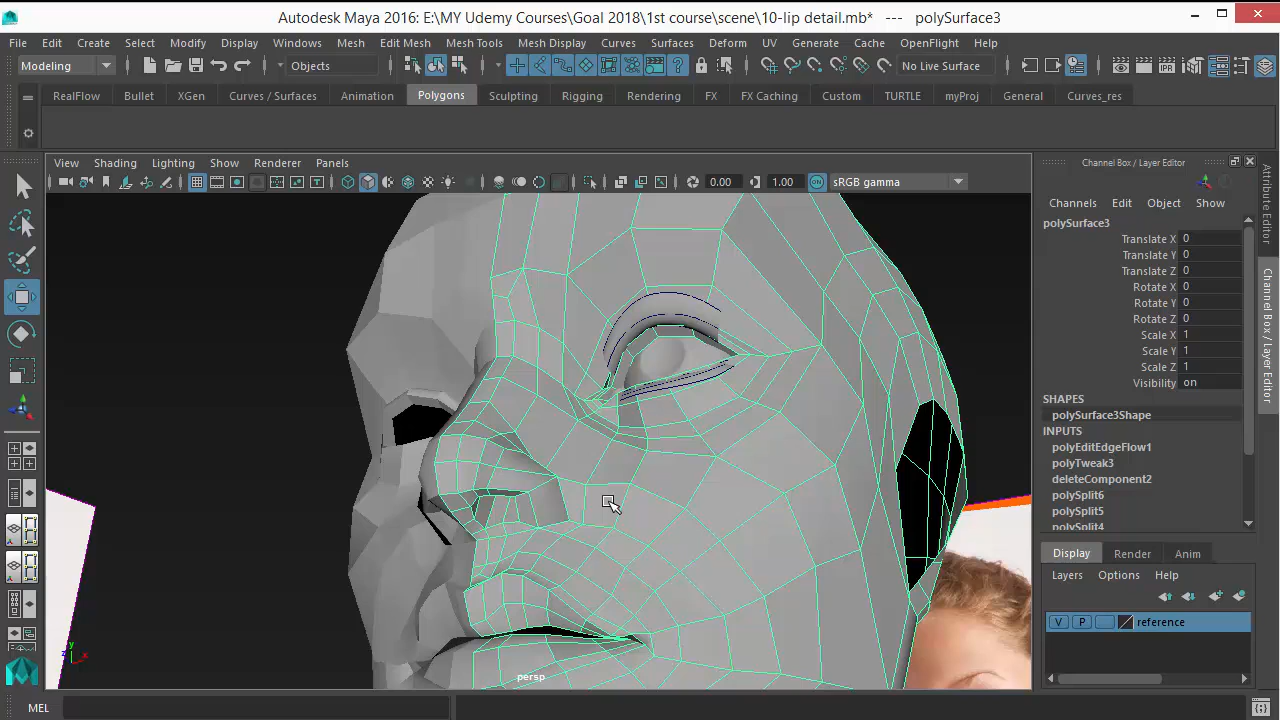 Autodesk Maya 2016: E:\MY Udemy Courses\Goal 2018\1st course\scene\10-lip detail.mb* --- polySurface3
File Edit Create Select Modify Display Windows Mesh Edit Mesh Mesh Tools Mesh Display Curves Surfaces Deform UV Generate Cache OpenFlight Help
Modeling Objects No Live Surface
RealFlow Bullet XGen Curves / Surfaces Animation Polygons Sculpting Rigging Rendering FX FX Caching Custom TURTLE myProj General Curves_res
View Shading Lighting Show Renderer Panels
0.00 1.00 sRGB gamma
Channel Box / Layer Editor
Channels Edit Object Show
polySurface3
Translate X 0
Translate Y 0
Translate Z 0
Rotate X 0
Rotate Y 0
Rotate Z 0
Scale X 1
Scale Y 1
Scale Z 1
Visibility on
SHAPES
polySurface3Shape
INPUTS
polyEditEdgeFlow1
polyTweak3
deleteComponent2
polySplit6
polySplit5
polySplit4
Display Render Anim
Layers Options Help
V P reference
Attribute Editor
Channel Box / Layer Editor
y
z x
persp
MEL